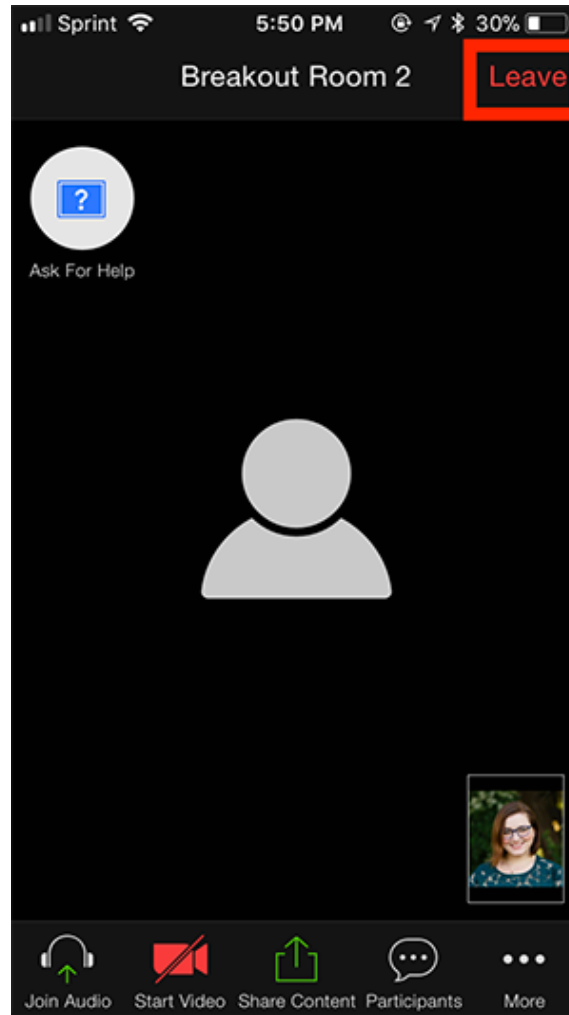 Sprint 5:50 PM 30%
Breakout Room 2 Leave
?
Ask For Help
Join Audio Start Video Share Content Participants More